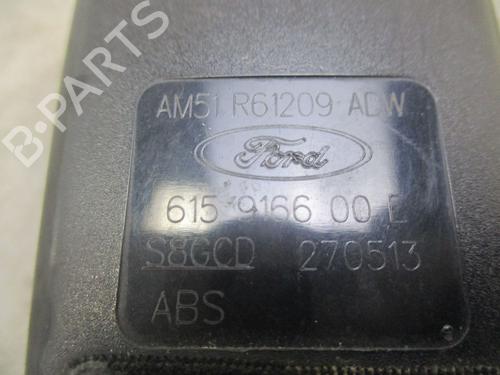 B-PARTS
AM51 R61209 ADW
Ford
615 9166 00 E
S8GCD 270513
ABS